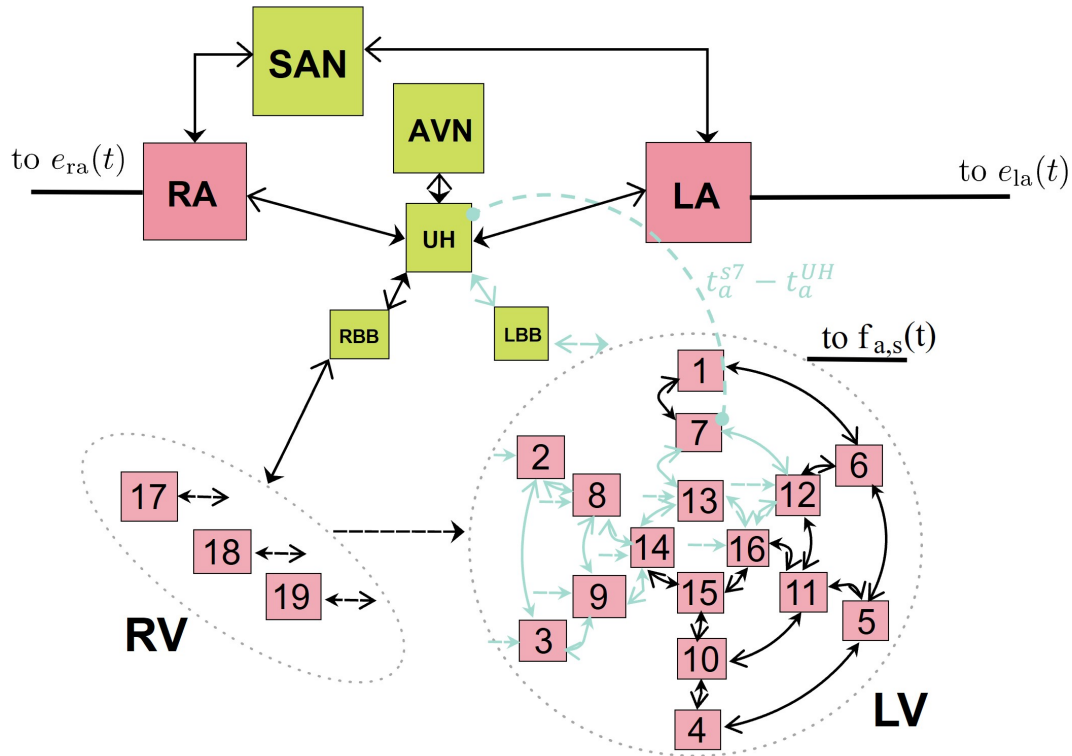 SAN
AVN
to e_ra(t)
to e_la(t)
RA
LA
UH
t_a^{s7} − t_a^{UH}
RBB
LBB
to f_a,s(t)
1
7
6
2
17
8
13
12
18
14
16
19
9
15
11
5
RV
3
10
4
LV